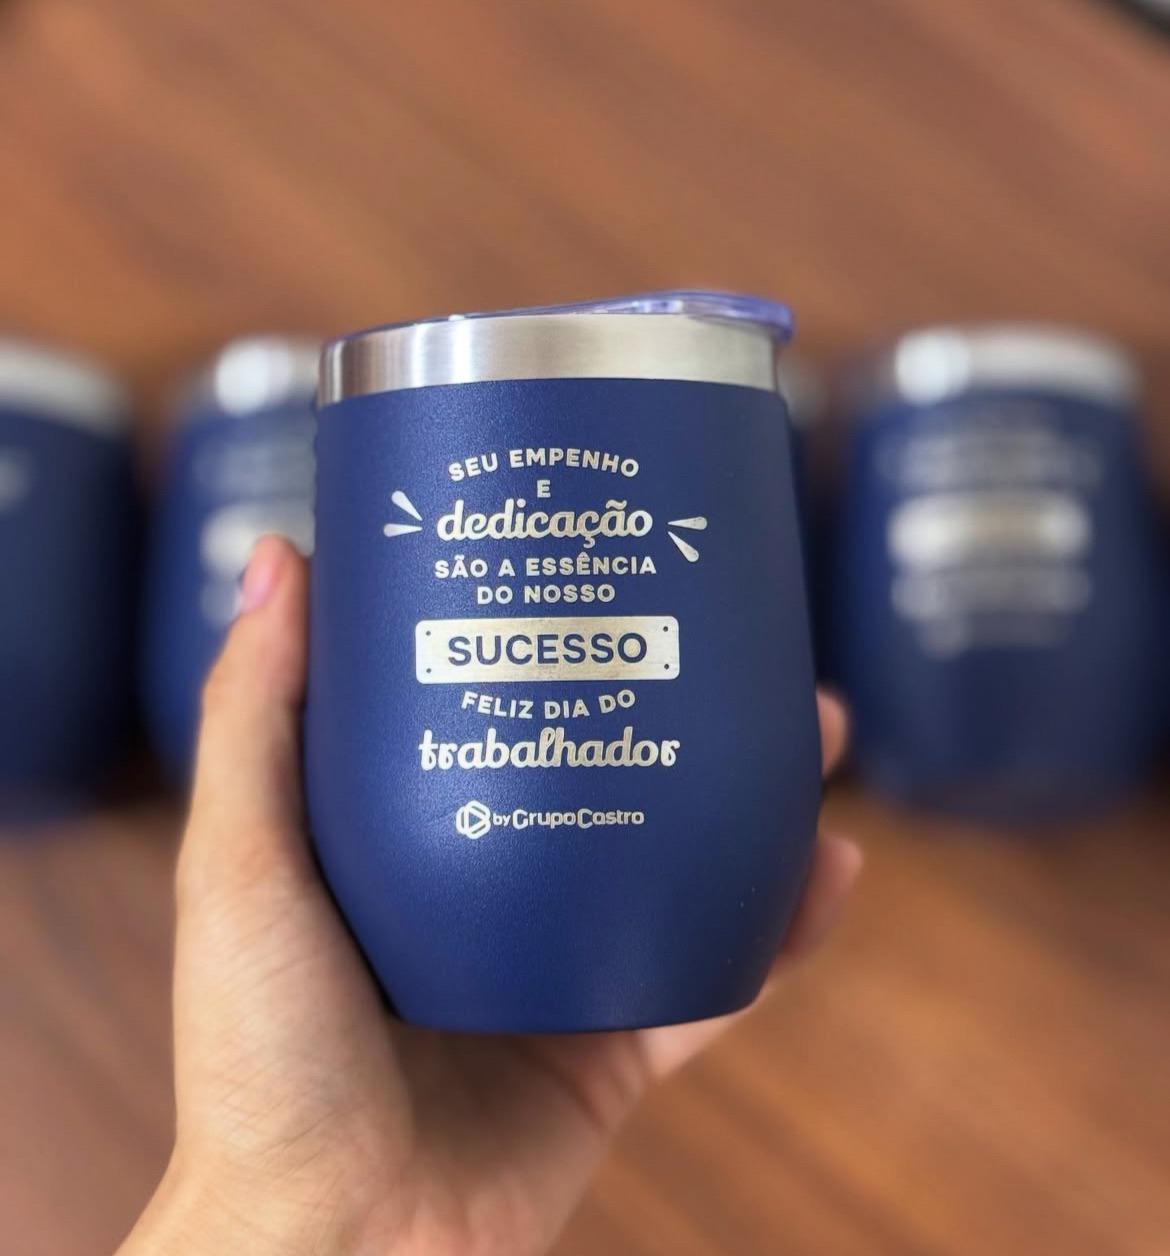 SEU EMPENHO
E
dedicação
SÃO A ESSÊNCIA
DO NOSSO
SUCESSO
FELIZ DIA DO
trabalhador
by GrupoCastro